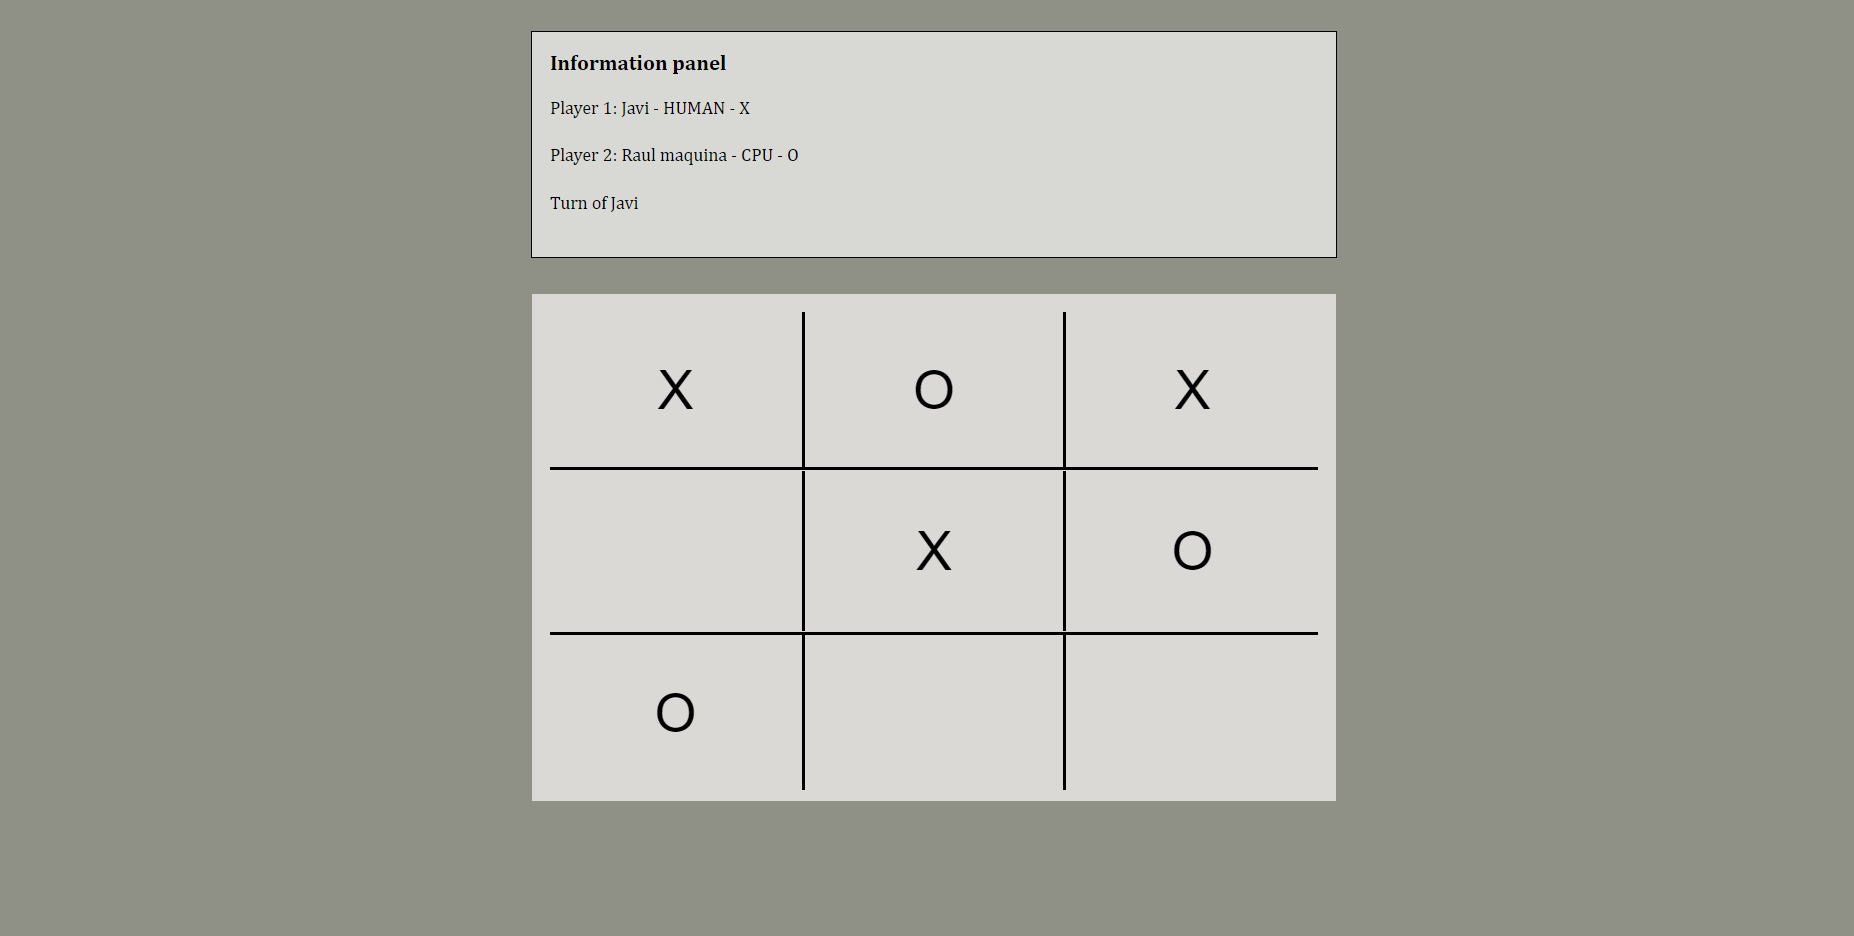 Information panel
Player 1: Javi - HUMAN - X
Player 2: Raul maquina - CPU - O
Turn of Javi
X O X
X O
O